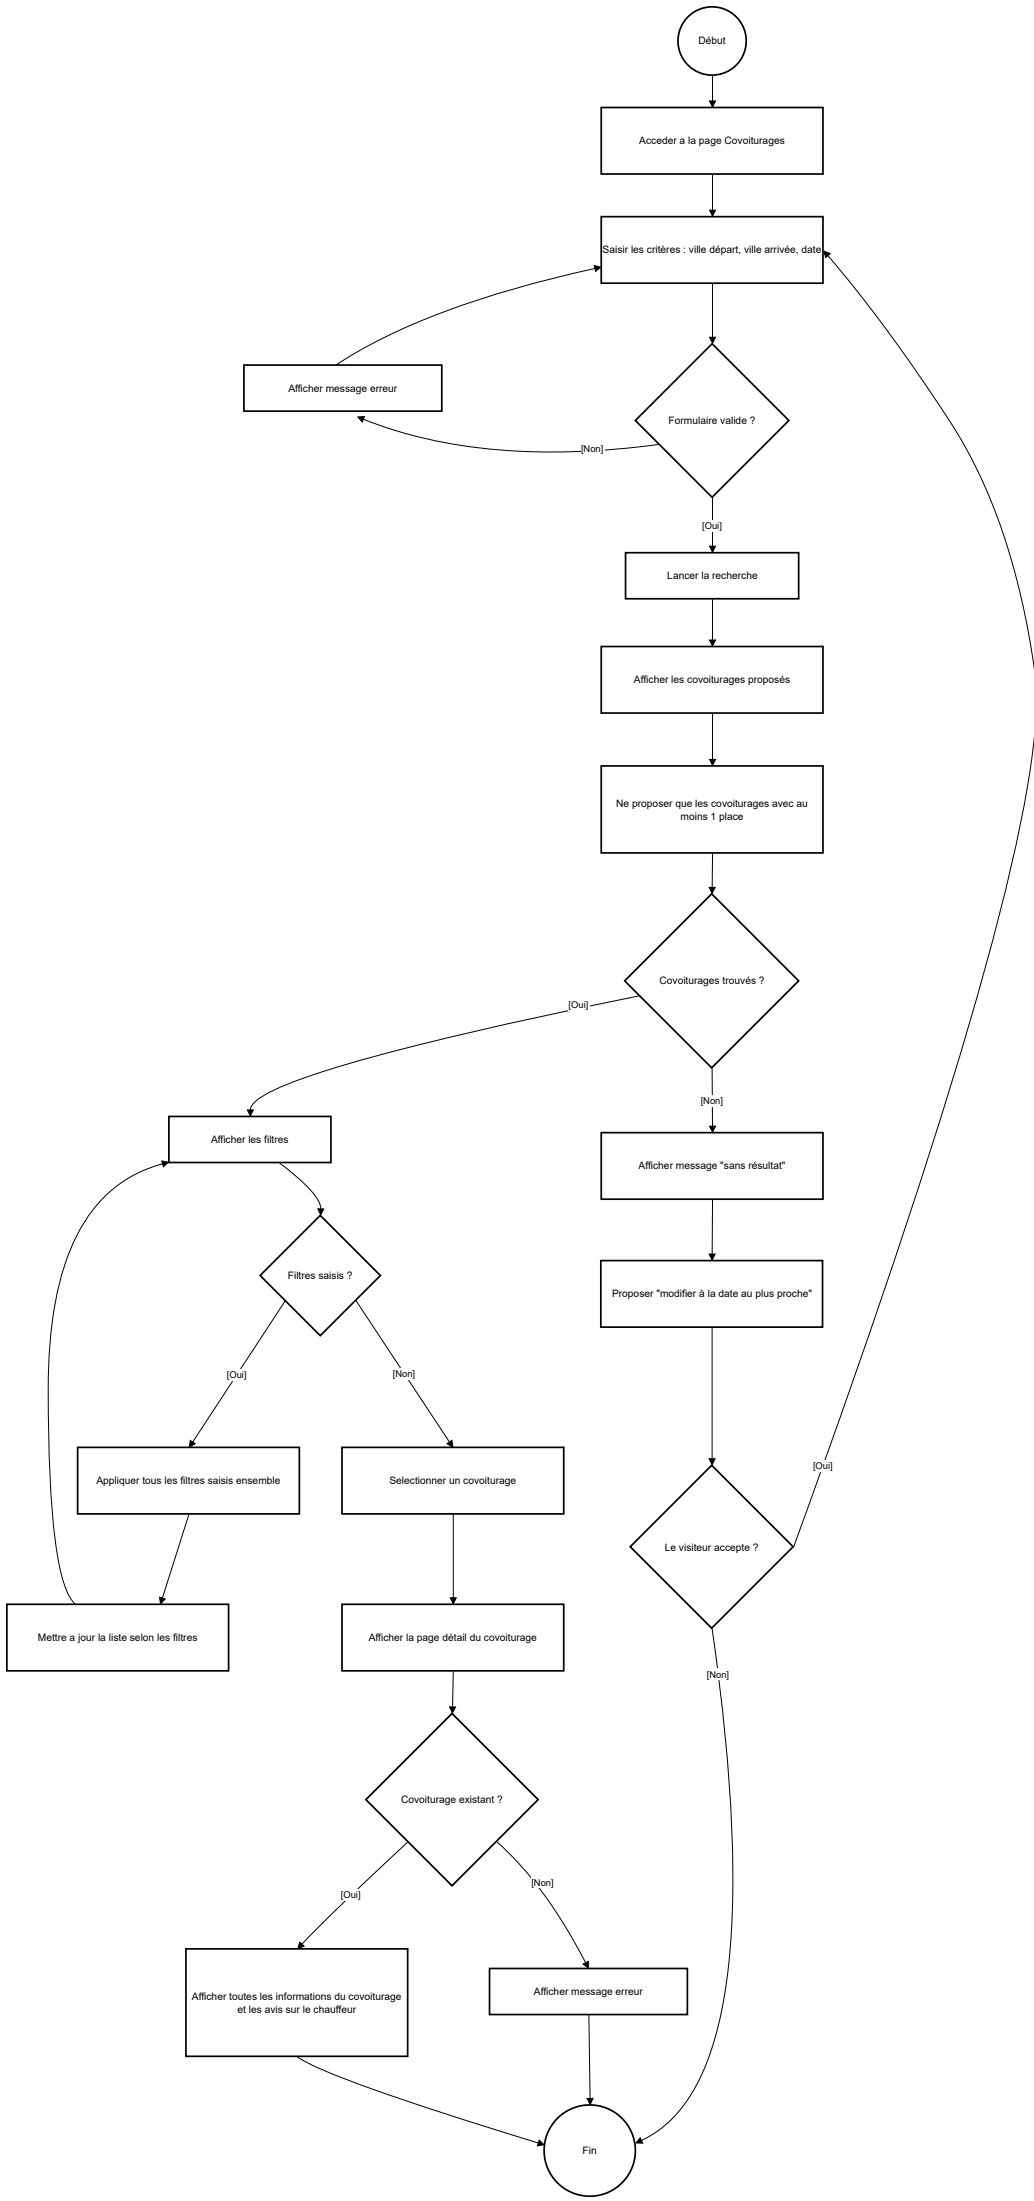 Début
Acceder a la page Covoiturages
Saisir les critères : ville départ, ville arrivée, date
Afficher message erreur
Formulaire valide ?
[Non]
[Oui]
Lancer la recherche
Afficher les covoiturages proposés
Ne proposer que les covoiturages avec au
moins 1 place
Covoiturages trouvés ?
[Oui]
[Non]
Afficher les filtres
Afficher message "sans résultat"
Filtres saisis ?
Proposer "modifier à la date au plus proche"
[Oui]
[Non]
[Oui]
Appliquer tous les filtres saisis ensemble
Selectionner un covoiturage
Le visiteur accepte ?
Mettre a jour la liste selon les filtres
Afficher la page détail du covoiturage
[Non]
Covoiturage existant ?
[Oui]
[Non]
Afficher toutes les informations du covoiturage
et les avis sur le chauffeur
Afficher message erreur
Fin